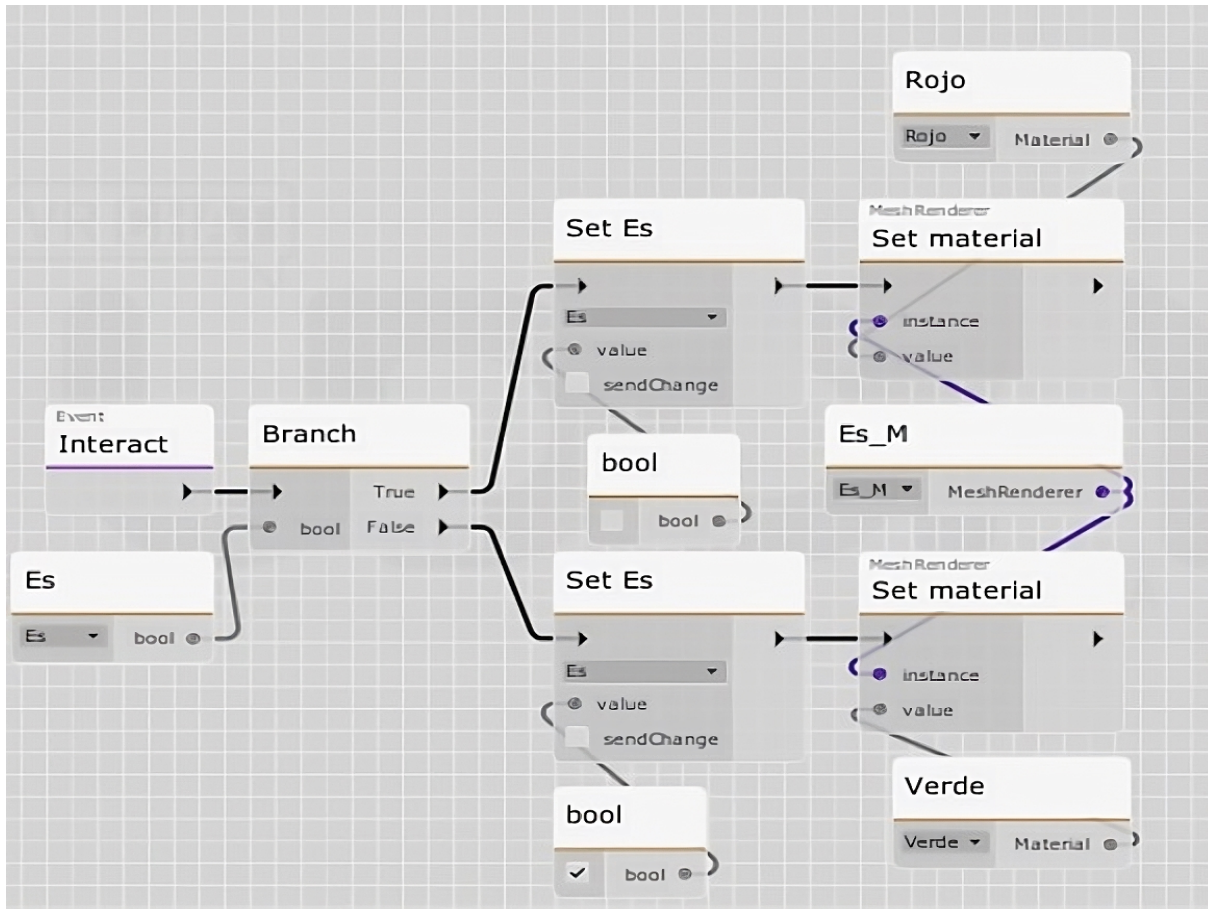 Rojo
Rojo
Material
Set Es
Es
value
sendChange
MeshRenderer
Set material
instance
value
Event
Interact
Branch
True
bool
False
bool
bool
Es_M
Es_M
MeshRenderer
Es
Es
bool
Set Es
Es
value
sendChange
MeshRenderer
Set material
instance
value
bool
bool
Verde
Verde
Material